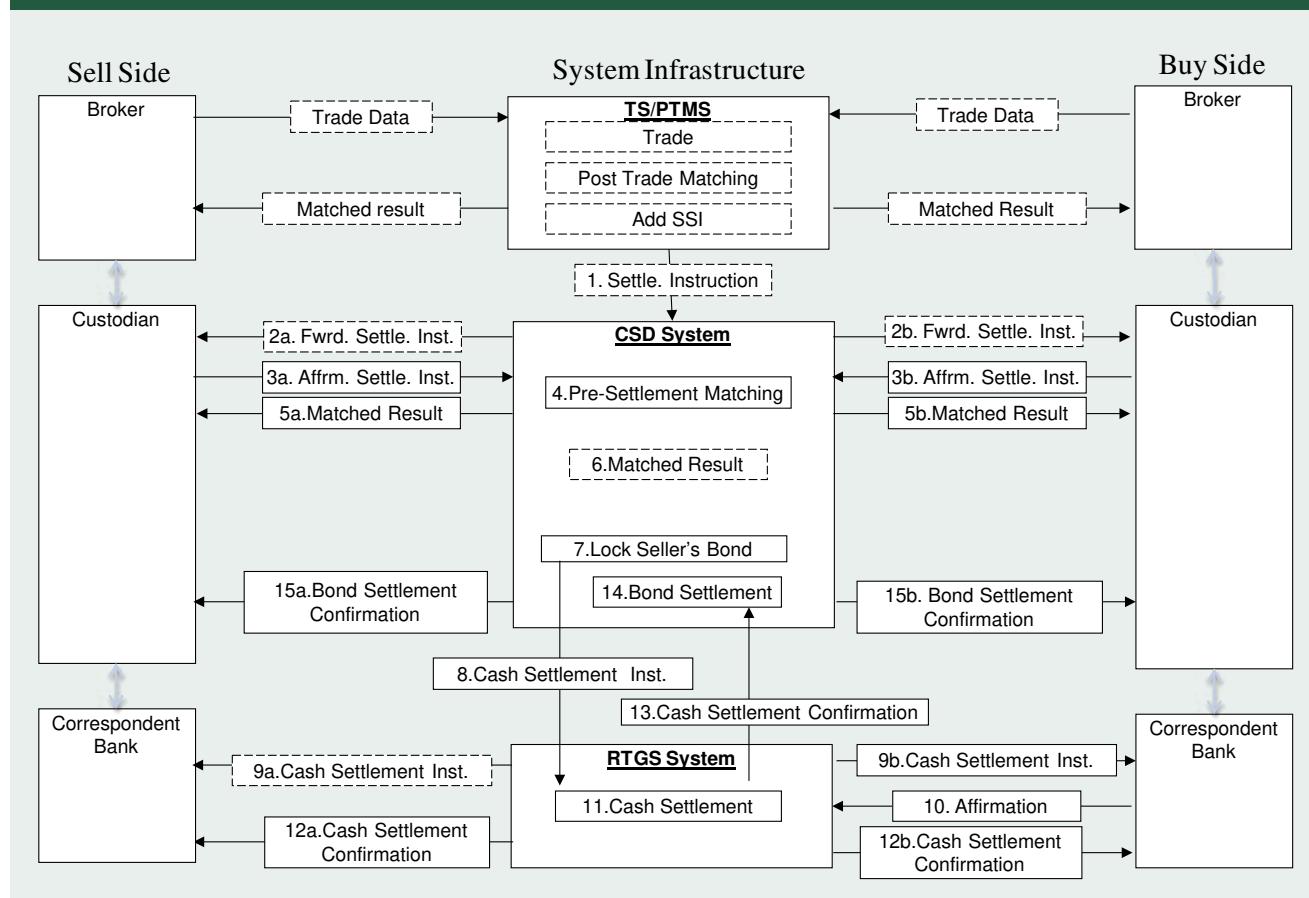 Sell Side
System Infrastructure
Buy Side
Broker
TS/PTMS
Broker
Trade Data
Trade
Trade Data
Post Trade Matching
Matched result
Add SSI
Matched Result
1. Settle. Instruction
Custodian
CSD System
Custodian
2a. Fwrd. Settle. Inst.
2b. Fwrd. Settle. Inst.
3a. Affrm. Settle. Inst.
3b. Affrm. Settle. Inst.
4.Pre-Settlement Matching
5a.Matched Result
5b.Matched Result
6.Matched Result
7.Lock Seller's Bond
14.Bond Settlement
15a.Bond Settlement
Confirmation
15b. Bond Settlement
Confirmation
8.Cash Settlement Inst.
13.Cash Settlement Confirmation
Correspondent
Bank
RTGS System
Correspondent
Bank
9a.Cash Settlement Inst.
9b.Cash Settlement Inst.
11.Cash Settlement
10. Affirmation
12a.Cash Settlement
Confirmation
12b.Cash Settlement
Confirmation